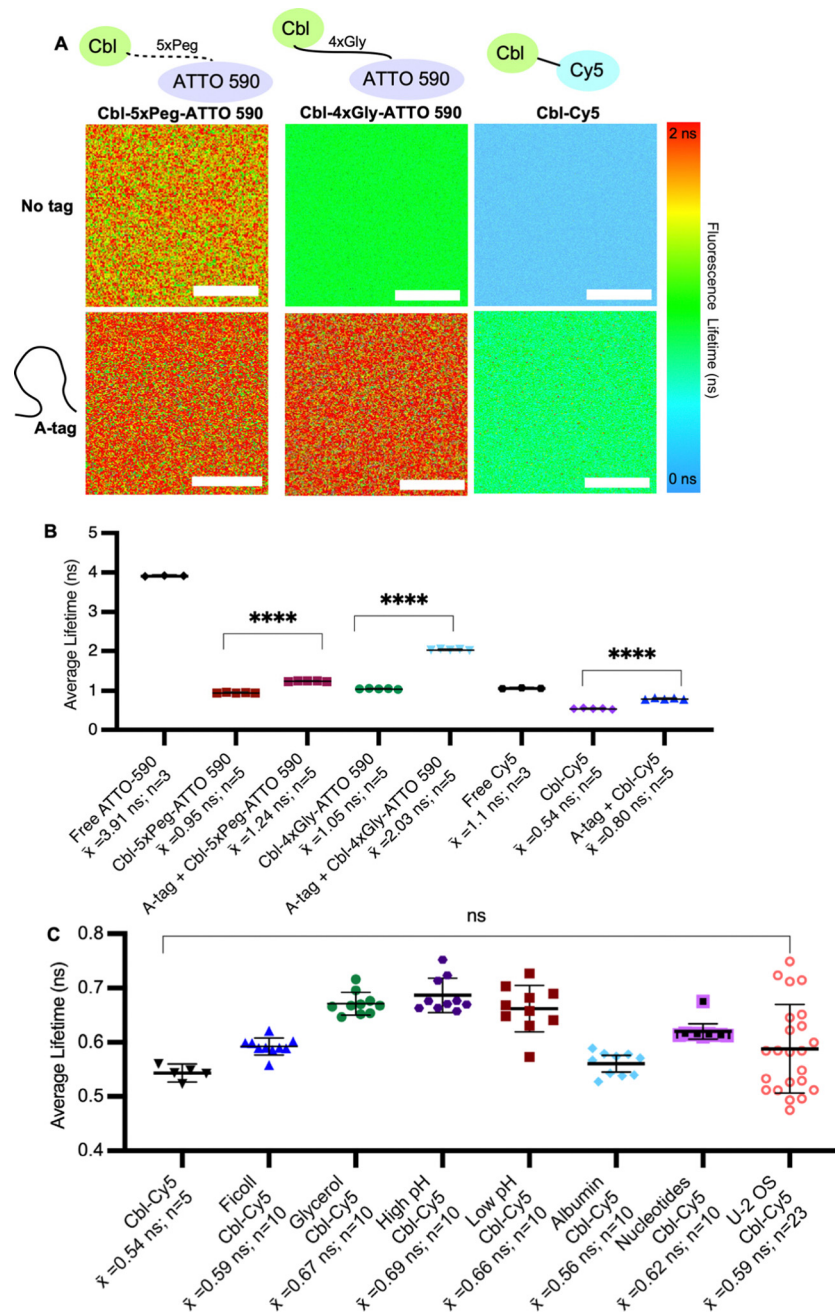 A
Cbl
5xPeg
ATTO 590
Cbl
4xGly
ATTO 590
Cbl
Cy5
Cbl-5xPeg-ATTO 590
Cbl-4xGly-ATTO 590
Cbl-Cy5
No tag
A-tag
2 ns
Fluorescence Lifetime (ns)
0 ns
B
Average Lifetime (ns)
5
4
3
2
1
0
****
****
****
Free ATTO-590
x̄ =3.91 ns; n=3
Cbl-5xPeg-ATTO 590
x̄ =0.95 ns; n=5
A-tag + Cbl-5xPeg-ATTO 590
x̄ =1.24 ns; n=5
Cbl-4xGly-ATTO 590
x̄ =1.05 ns; n=5
A-tag + Cbl-4xGly-ATTO 590
x̄ =2.03 ns; n=5
Free Cy5
x̄ =1.1 ns; n=3
Cbl-Cy5
x̄ =0.54 ns; n=5
A-tag + Cbl-Cy5
x̄ =0.80 ns; n=5
C
ns
Average Lifetime (ns)
0.8
0.7
0.6
0.5
0.4
Cbl-Cy5
x̄ =0.54 ns; n=5
Ficoll
Cbl-Cy5
x̄ =0.59 ns; n=10
Glycerol
Cbl-Cy5
x̄ =0.67 ns; n=10
High pH
Cbl-Cy5
x̄ =0.69 ns; n=10
Low pH
Cbl-Cy5
x̄ =0.66 ns; n=10
Albumin
Cbl-Cy5
x̄ =0.56 ns; n=10
Nucleotides
Cbl-Cy5
x̄ =0.62 ns; n=10
U-2 OS
Cbl-Cy5
x̄ =0.59 ns; n=23